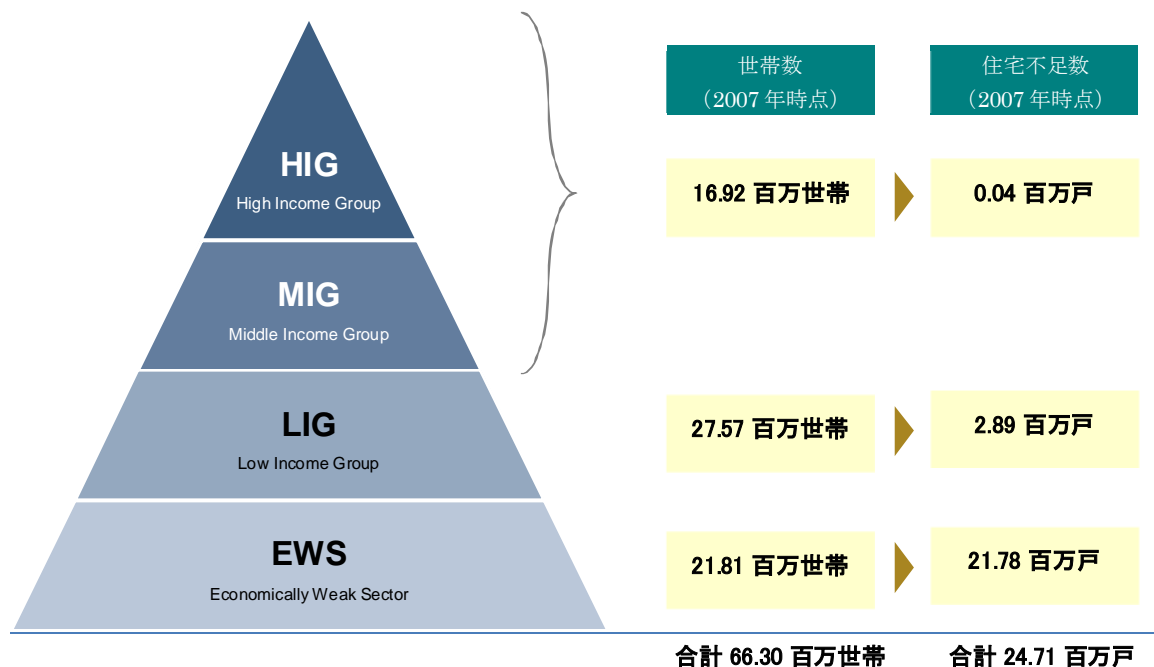 世帯数
（2007 年時点）
住宅不足数
（2007 年時点）
HIG
High Income Group
16.92 百万世帯
0.04 百万戸
MIG
Middle Income Group
LIG
Low Income Group
27.57 百万世帯
2.89 百万戸
EWS
Economically Weak Sector
21.81 百万世帯
21.78 百万戸
合計 66.30 百万世帯
合計 24.71 百万戸